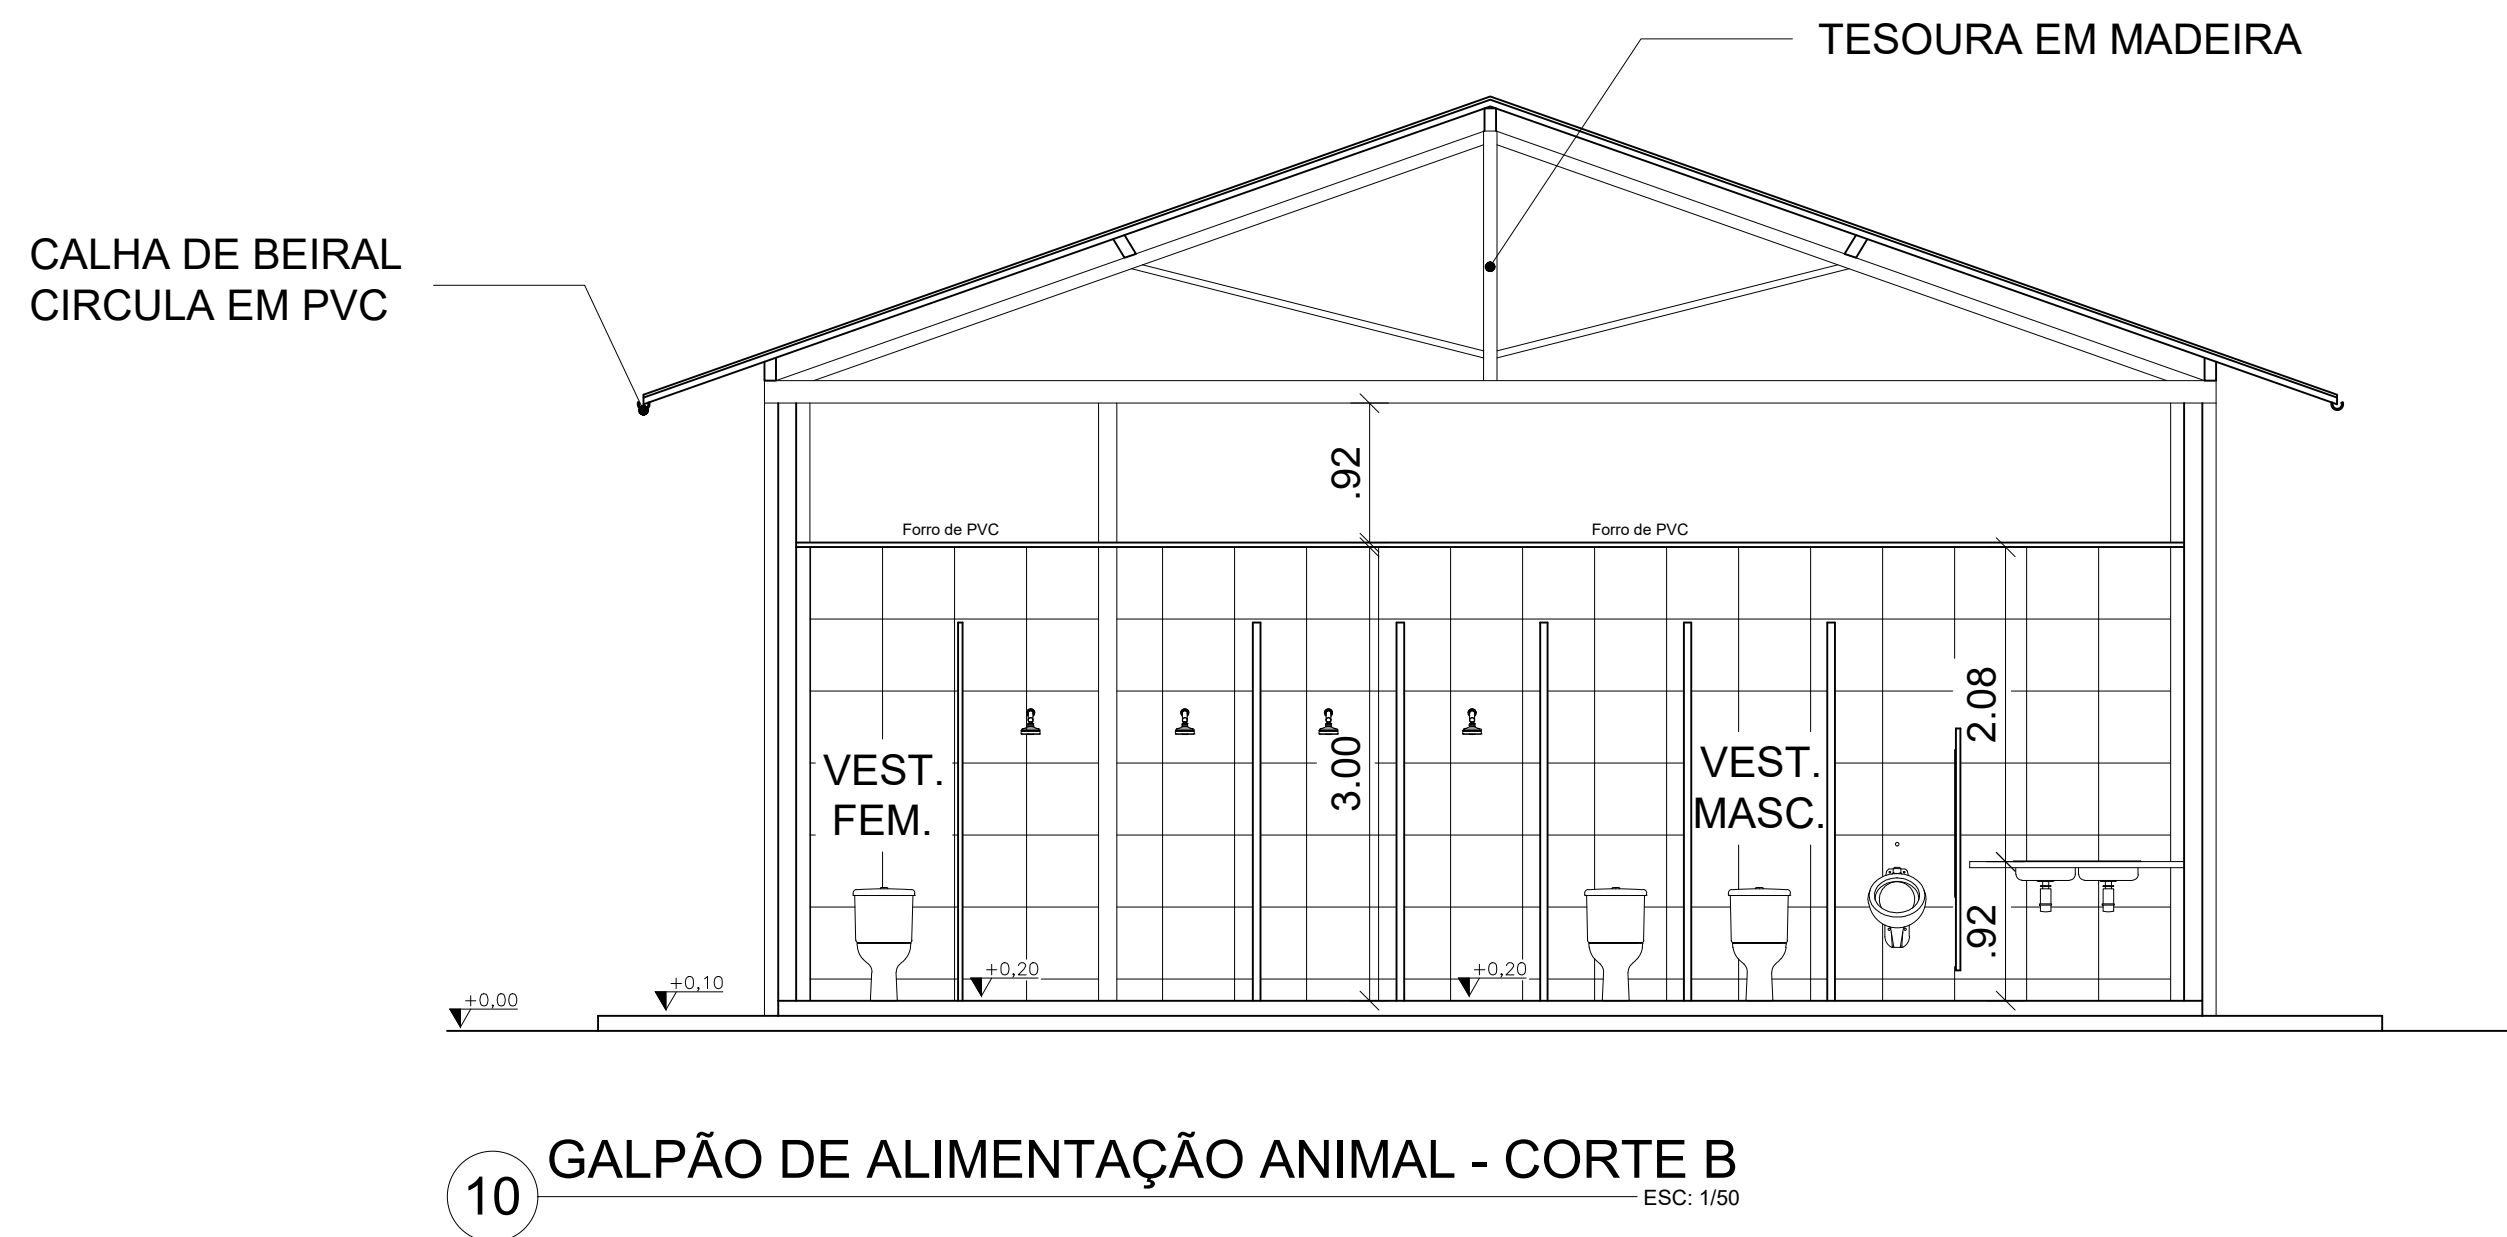 TESOURA EM MADEIRA
CALHA DE BEIRAL
CIRCULA EM PVC
.92
Forro de PVC
Forro de PVC
2.08
3.00
VEST.
FEM.
VEST.
MASC.
.92
+0,20
+0,20
+0,10
+0,00
GALPÃO DE ALIMENTAÇÃO ANIMAL - CORTE B
10
ESC: 1/50